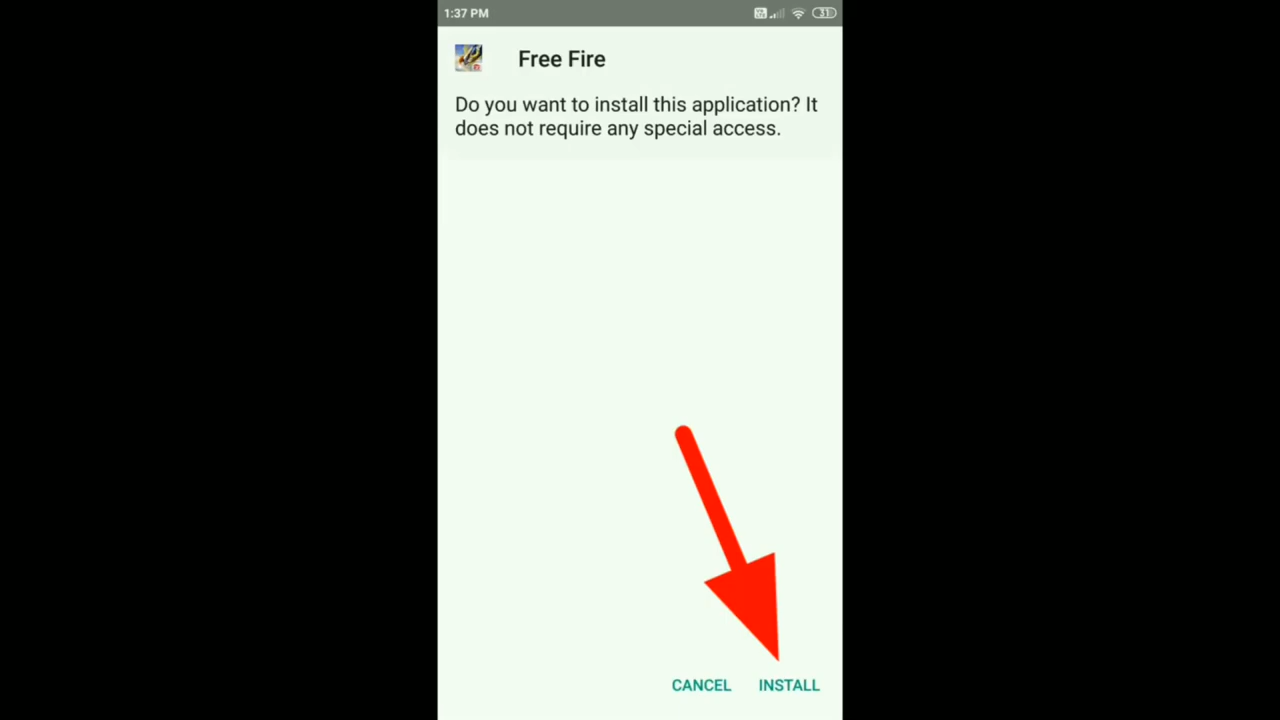 1:37 PM
31
Free Fire
Do you want to install this application? It
does not require any special access.
CANCEL
INSTALL